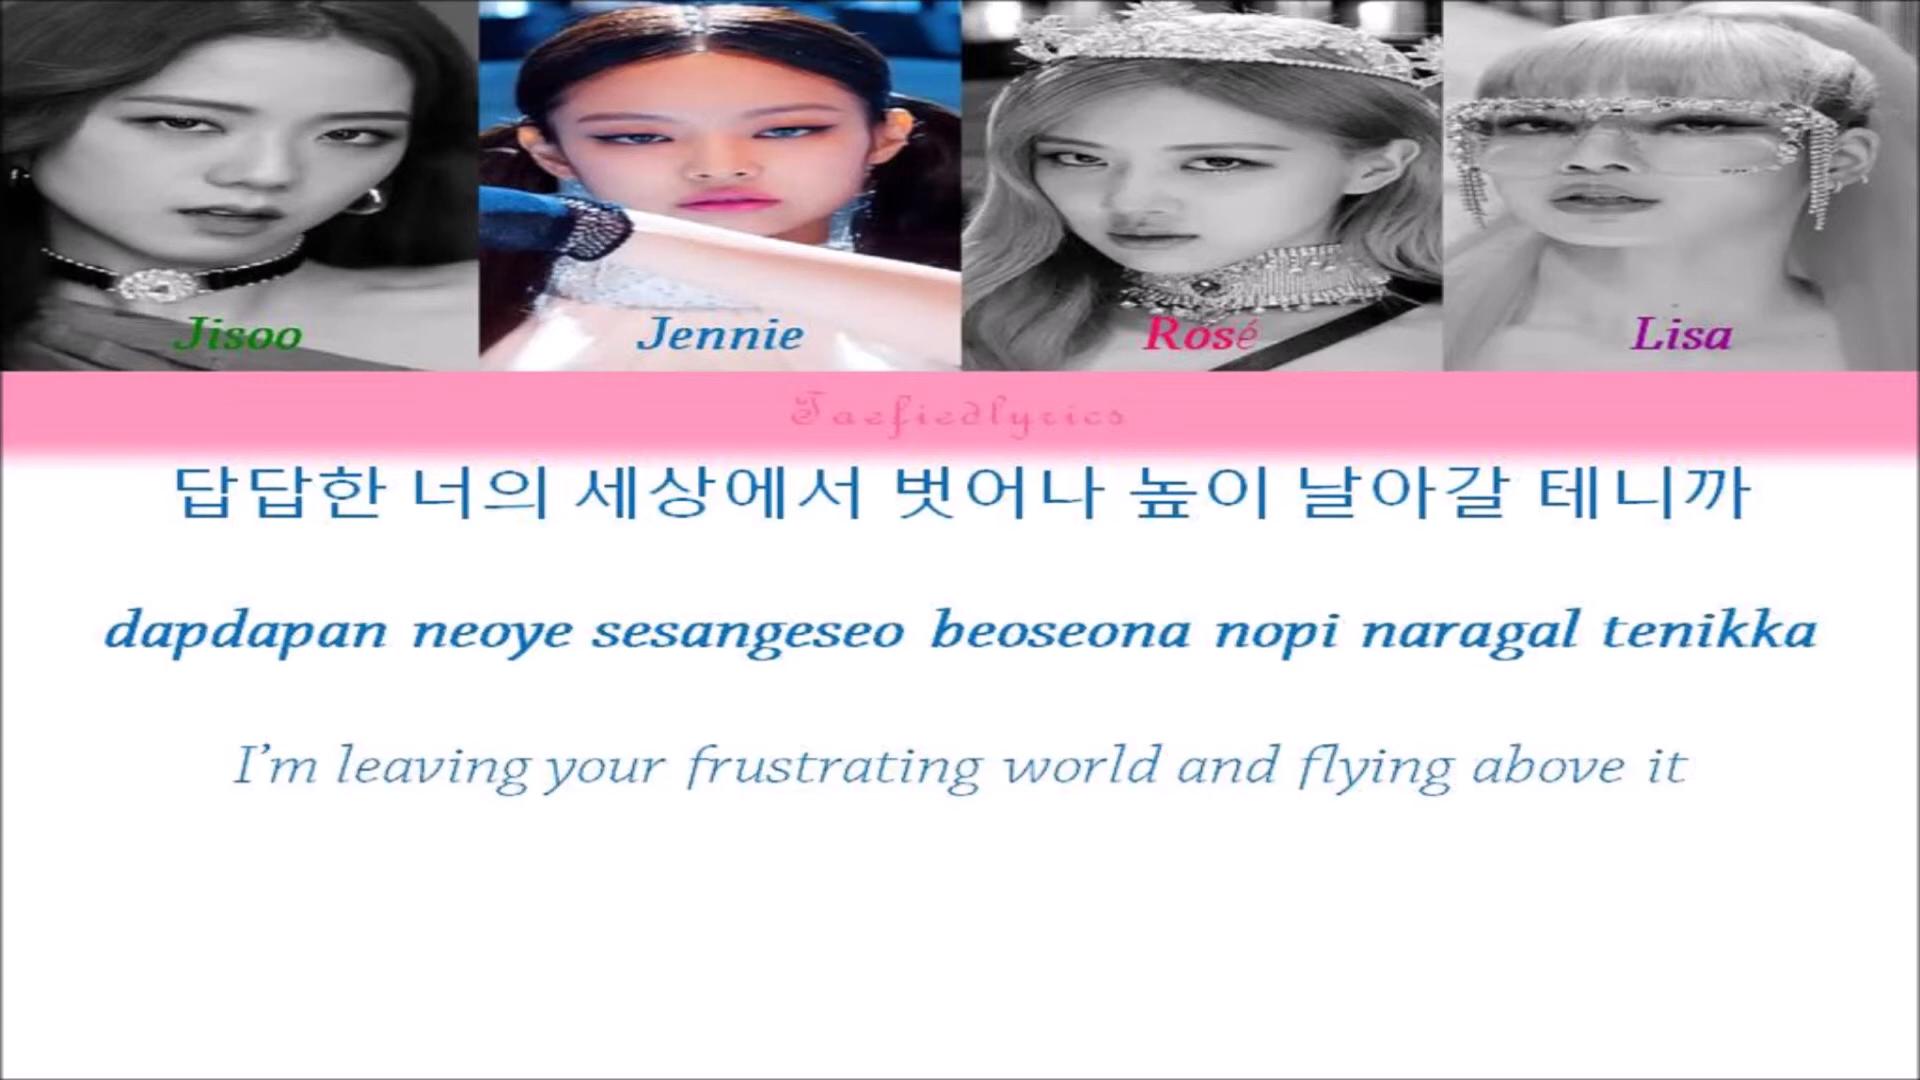 Jisoo Jennie Rosé Lisa
Taefiedlyrics
답답한 너의 세상에서 벗어나 높이 날아갈 테니까
dapdapan neoye sesangeseo beoseona nopi naragal tenikka
I’m leaving your frustrating world and flying above it